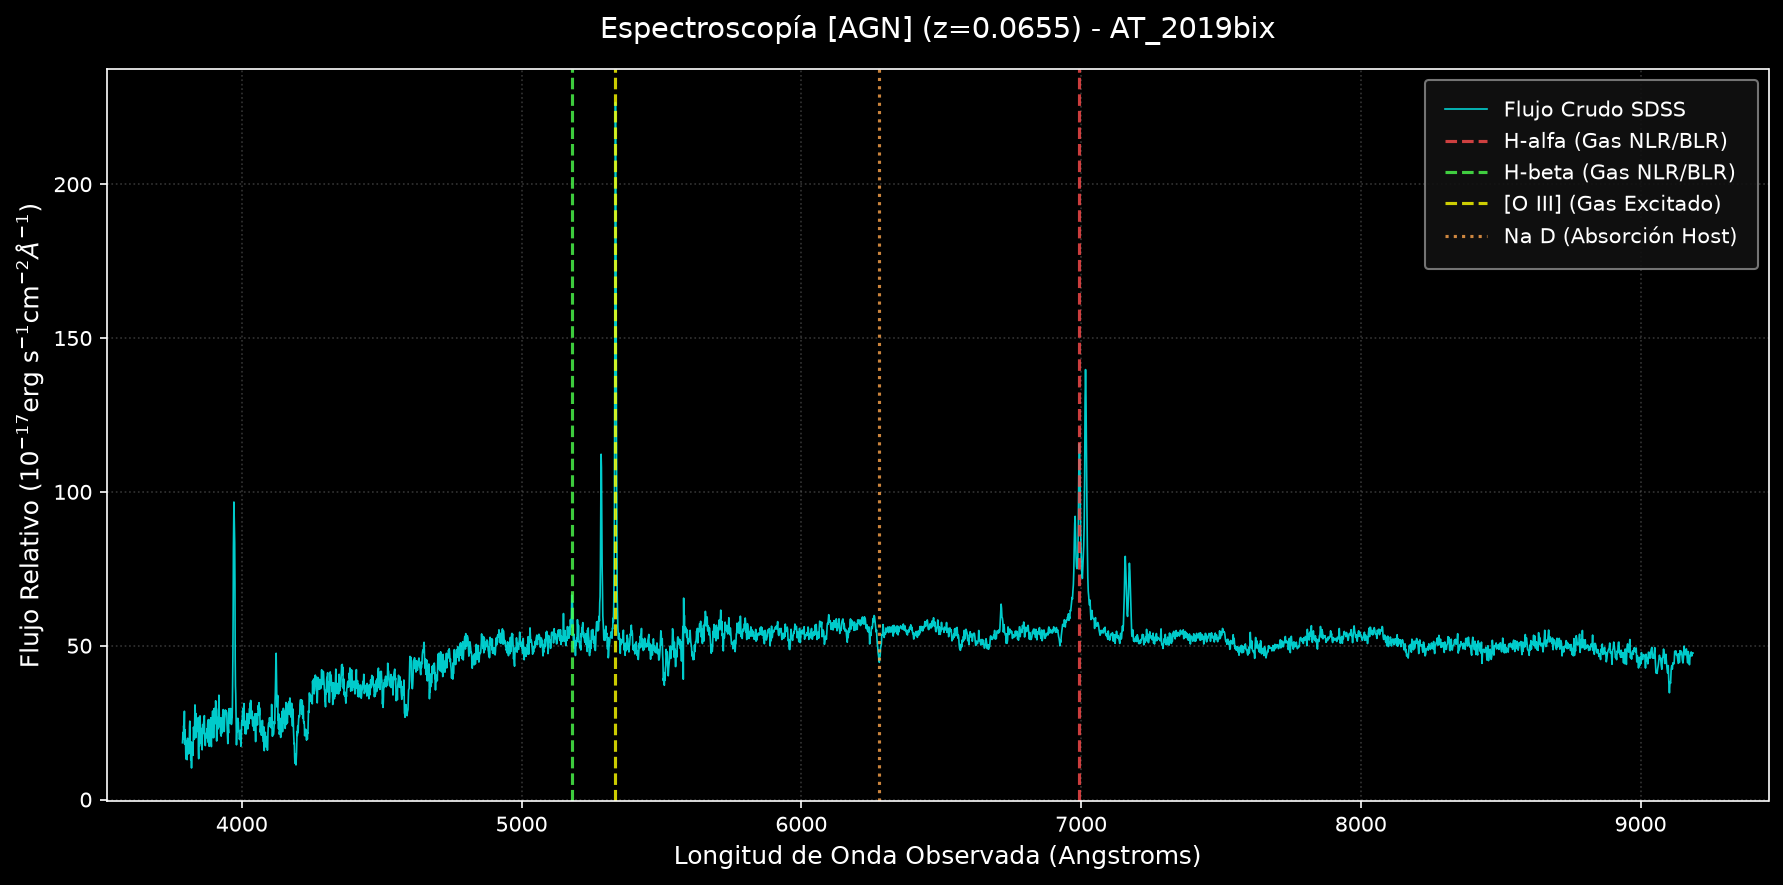 Espectroscopía [AGN] (z=0.0655) - AT_2019bix
Flujo Crudo SDSS
H-alfa (Gas NLR/BLR)
H-beta (Gas NLR/BLR)
[O III] (Gas Excitado)
Na D (Absorción Host)
Flujo Relativo (10⁻¹⁷erg s⁻¹cm⁻²Å⁻¹)
200
150
100
50
0
4000 5000 6000 7000 8000 9000
Longitud de Onda Observada (Angstroms)